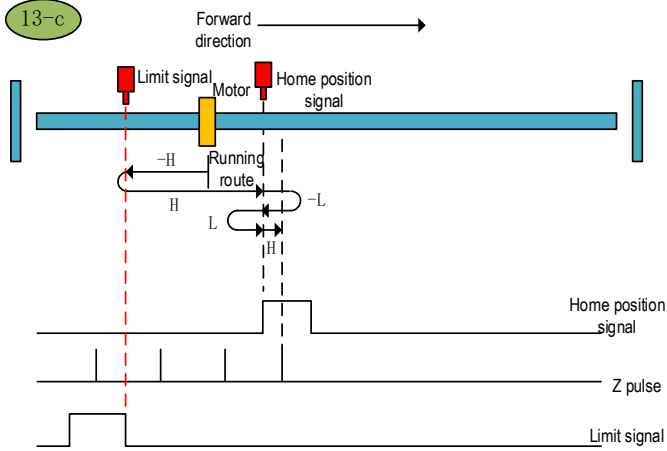 13-c
Forward
direction
Limit signal
Motor
Home position
signal
-H
Running
route
H
-L
L
H
Home position
signal
Z pulse
Limit signal